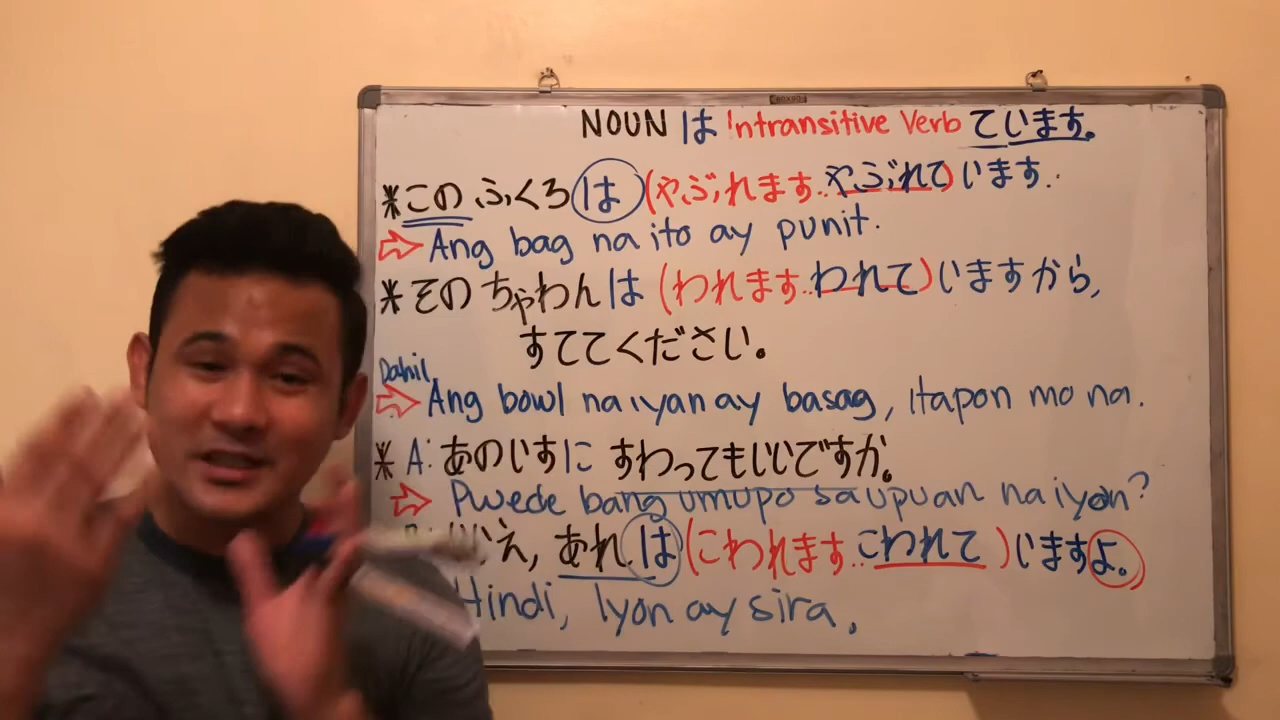 NOUN は Intransitive Verb ています。
※このふくろは (やぶれます..やぶれて)います..
⇨ Ang bag na ito ay punit.
※そのちゃわんは (われます..われて)いますから,
すててください。
Dahil
⇨ Ang bowl na iyan ay basag, itapon mo na.
※ A: あのいすに すわってもいいですか。
⇨ Pwede bang umupo sa upuan na iyon?
いえ, あれは (こわれます..こわれて)いますよ。
Hindi, Iyon ay sira.